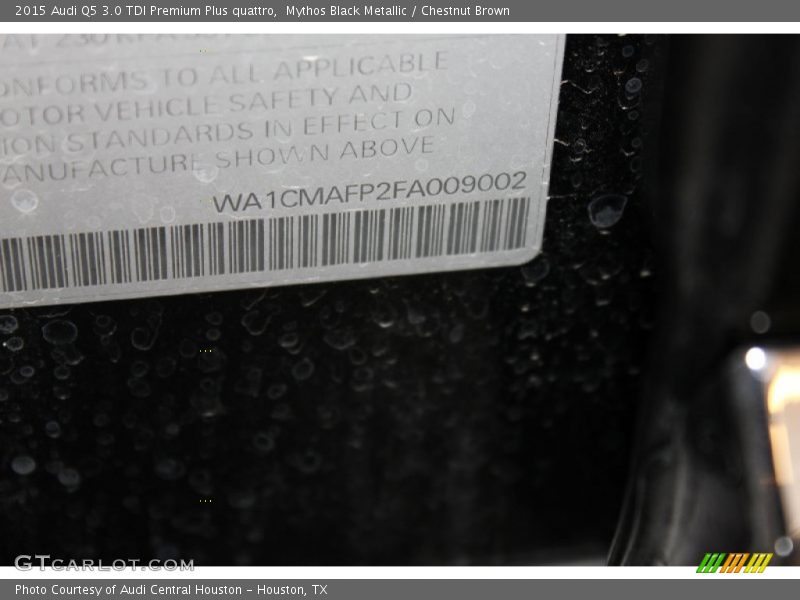 2015 Audi Q5 3.0 TDI Premium Plus quattro, Mythos Black Metallic / Chestnut Brown
ONFORMS TO ALL APPLICABLE
OTOR VEHICLE SAFETY AND
ION STANDARDS IN EFFECT ON
ANUFACTURE SHOWN ABOVE
WA1CMAFP2FA009002
GTCARLOT.COM
Photo Courtesy of Audi Central Houston - Houston, TX